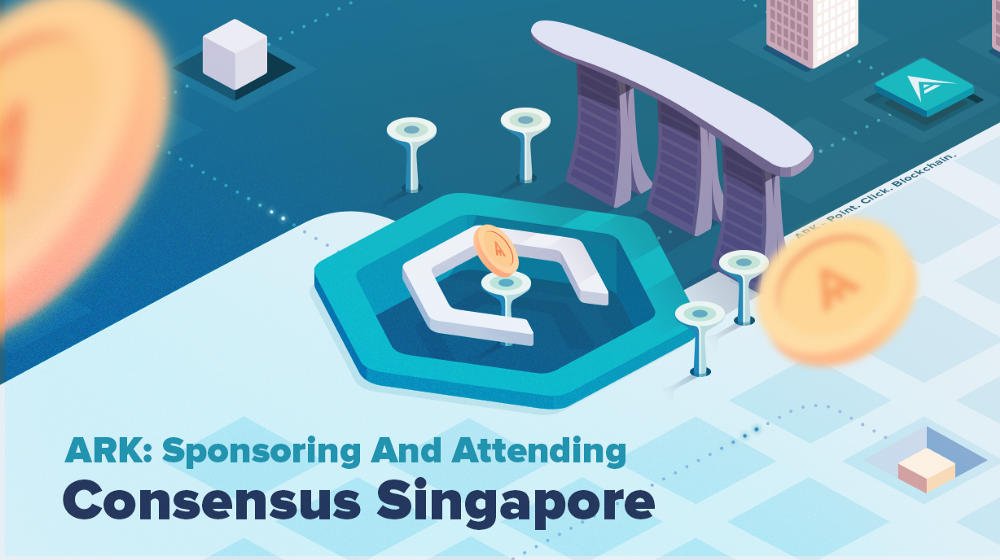 ARK - Point. Click. Blockchain.
ARK: Sponsoring And Attending
Consensus Singapore